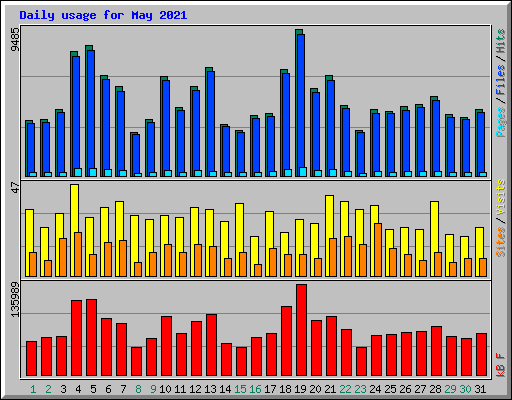 Daily usage for May 2021
9485
Pages / Files / Hits
47
Sites / Visits
135989
kB F
1 2 3 4 5 6 7 8 9 10 11 12 13 14 15 16 17 18 19 20 21 22 23 24 25 26 27 28 29 30 31